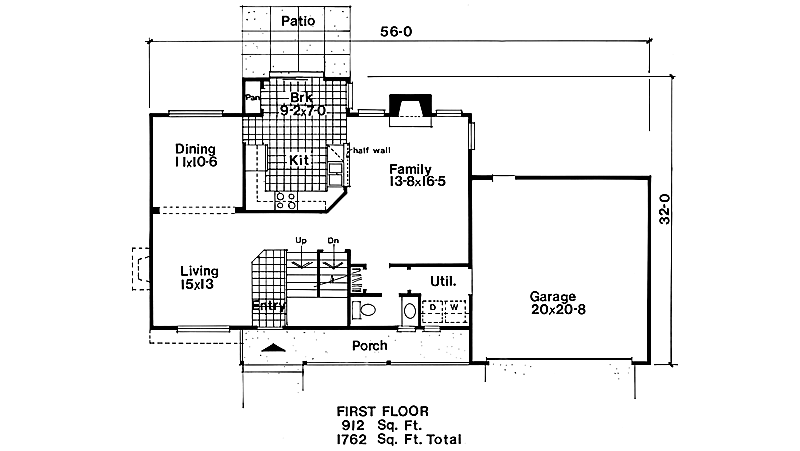 Patio
56-0
Pan
Brk
9-2x7-0
Dining
11x10-6
Kit
half wall
Family
13-8x16-5
32-0
Up
Dn
Living
15x13
Util.
Entry
D
W
Garage
20x20-8
Porch
FIRST FLOOR
912 Sq. Ft.
1762 Sq. Ft. Total